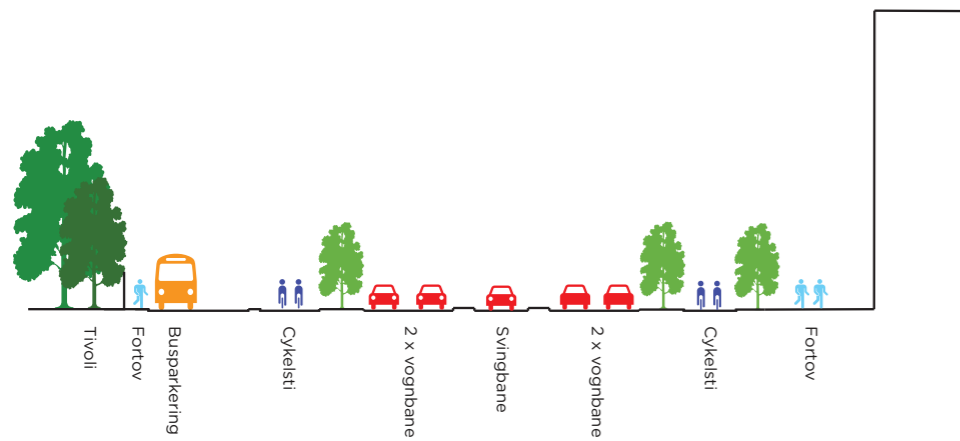 Tivoli
Fortov
Busparkering
Cykelsti
2 x vognbane
Svingbane
2 x vognbane
Cykelsti
Fortov